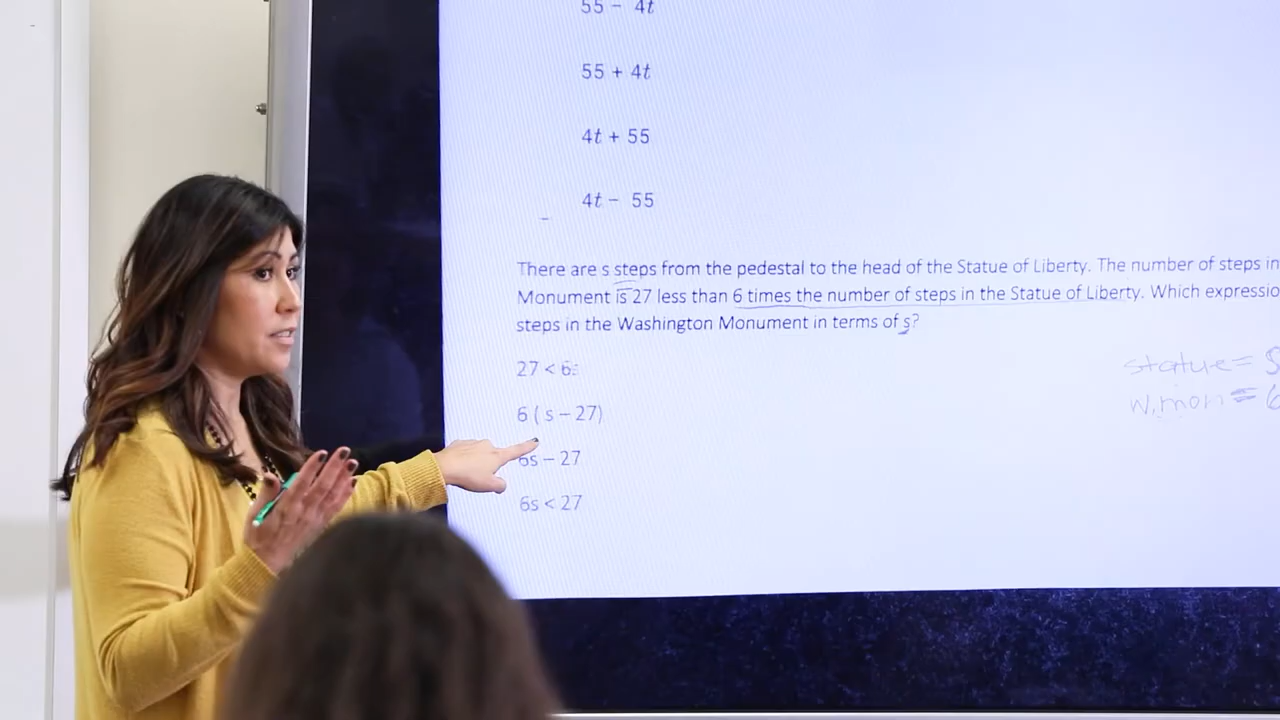 55 − 4t
55 + 4t
4t + 55
4t − 55
There are s steps from the pedestal to the head of the Statue of Liberty. The number of steps in
Monument is 27 less than 6 times the number of steps in the Statue of Liberty. Which expressio
steps in the Washington Monument in terms of s?
statue = S
27 < 6s
w.mon = 6
6 ( s − 27)
6s − 27
6s < 27